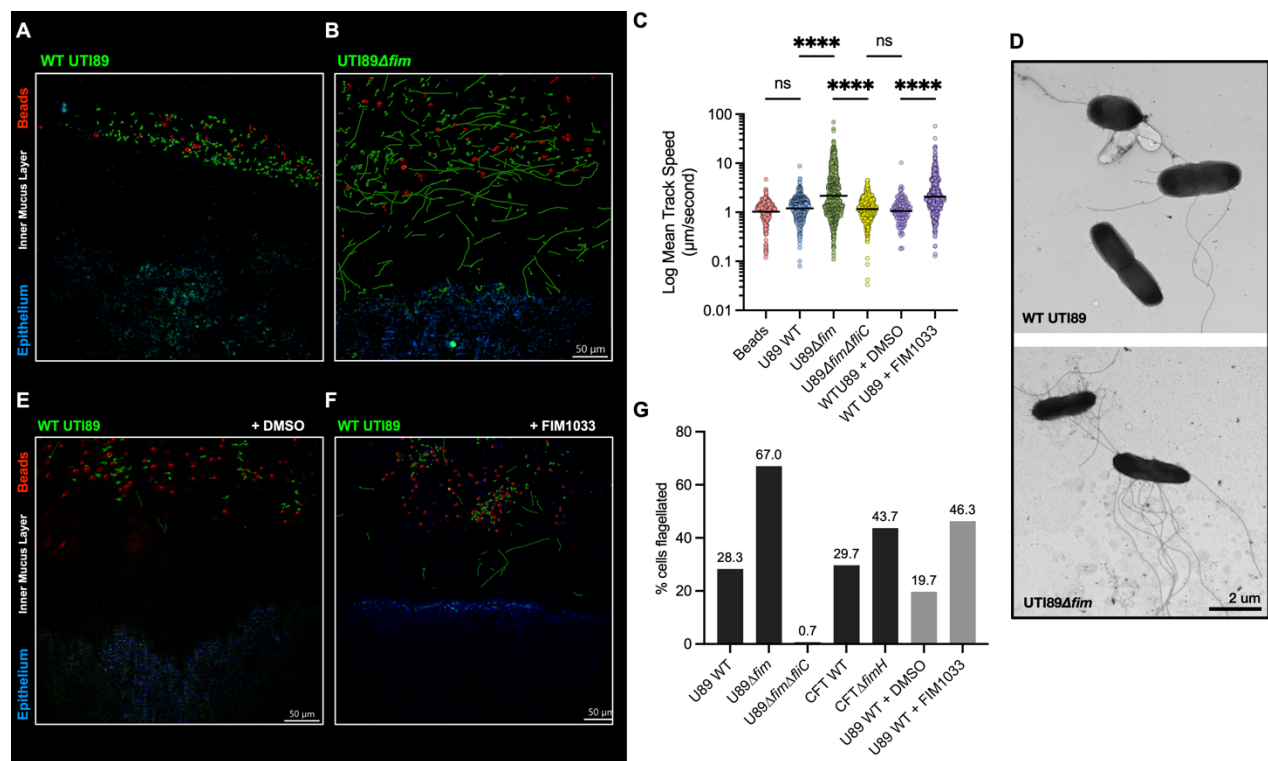 A
WT UTI89
B
UTI89Δfim
Beads
Inner Mucus Layer
Epithelium
50 µm
C
ns
****
****
ns
****
Log Mean Track Speed
(µm/second)
100
10
1
0.1
0.01
Beads
U89 WT
U89Δfim
U89ΔfimΔfliC
WTU89 + DMSO
WT U89 + FIM1033
D
WT UTI89
UTI89Δfim
2 um
E
WT UTI89
+ DMSO
F
WT UTI89
+ FIM1033
Beads
Inner Mucus Layer
Epithelium
50 µm
50 µm
G
% cells flagellated
80
60
40
20
0
28.3
67.0
0.7
29.7
43.7
19.7
46.3
U89 WT
U89Δfim
U89ΔfimΔfliC
CFT WT
CFTΔfimH
U89 WT + DMSO
U89 WT + FIM1033